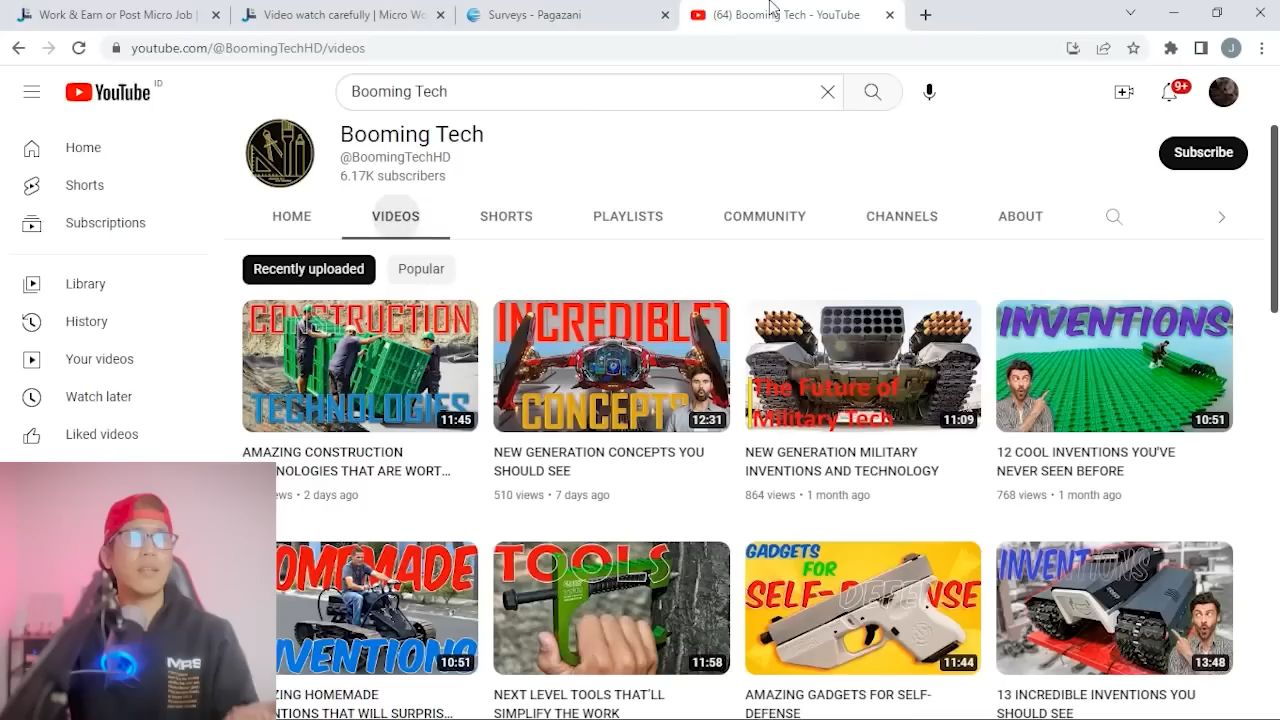 Work & Earn or Post Micro Job |
Video watch carefully | Micro Wo
Surveys - Pagazani
(64) Booming Tech - YouTube
youtube.com/@BoomingTechHD/videos
J
YouTube ID
Booming Tech
9+
Booming Tech
@BoomingTechHD
6.17K subscribers
Subscribe
Home
Shorts
Subscriptions
Library
History
Your videos
Watch later
Liked videos
HOME
VIDEOS
SHORTS
PLAYLISTS
COMMUNITY
CHANNELS
ABOUT
Recently uploaded
Popular
CONSTRUCTION
TECHNOLOGIES
11:45
INCREDIBLET
CONCEPTS
12:31
The Future of
Military Tech
11:09
INVENTIONS
10:51
AMAZING CONSTRUCTION
NOLOGIES THAT ARE WORT...
ews • 2 days ago
NEW GENERATION CONCEPTS YOU
SHOULD SEE
510 views • 7 days ago
NEW GENERATION MILITARY
INVENTIONS AND TECHNOLOGY
864 views • 1 month ago
12 COOL INVENTIONS YOU'VE
NEVER SEEN BEFORE
768 views • 1 month ago
OMEMADE
NVENTIONS
10:51
TOOLS
11:58
GADGETS
FOR
SELF-DEFENSE
11:44
INVENTIONS
13:48
ZING HOMEMADE
NTIONS THAT WILL SURPRIS...
NEXT LEVEL TOOLS THAT'LL
SIMPLIFY THE WORK
AMAZING GADGETS FOR SELF-
DEFENSE
13 INCREDIBLE INVENTIONS YOU
SHOULD SEE